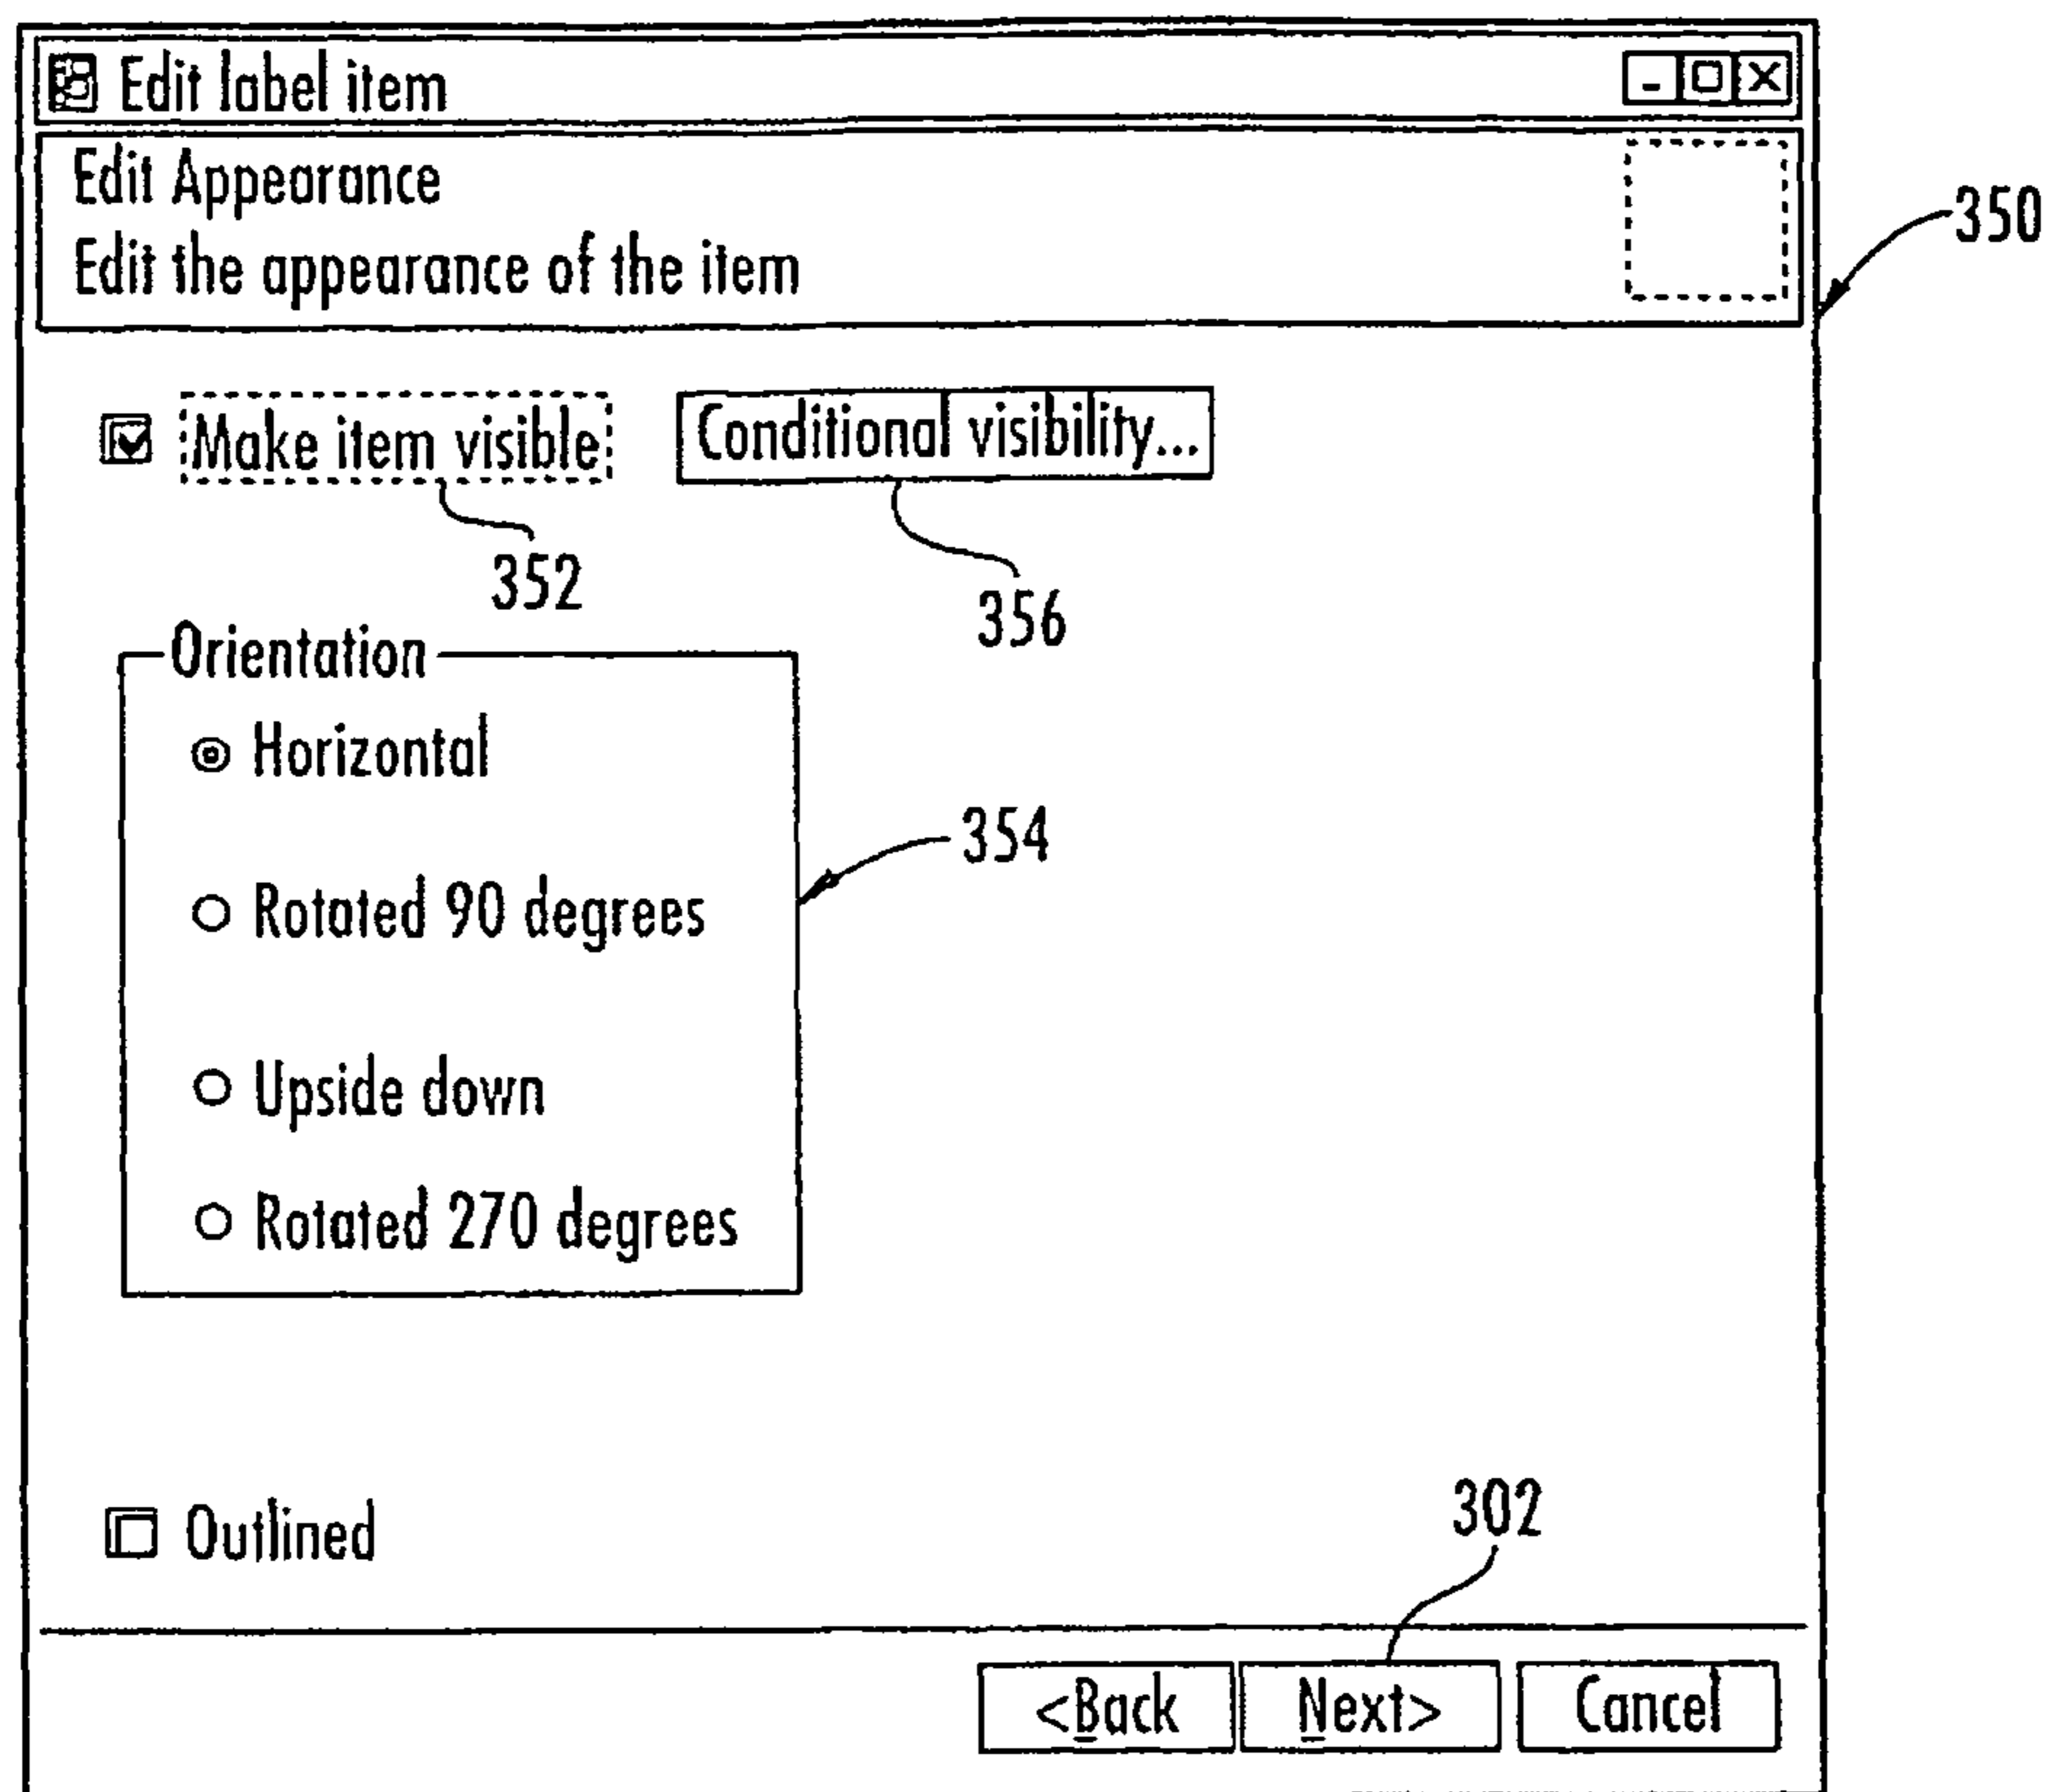 Edit label item
Edit Appearance
Edit the appearance of the item
350
Make item visible
Conditional visibility...
352
356
Orientation
Horizontal
354
Rotated 90 degrees
Upside down
Rotated 270 degrees
302
Outlined
<Back
Next>
Cancel